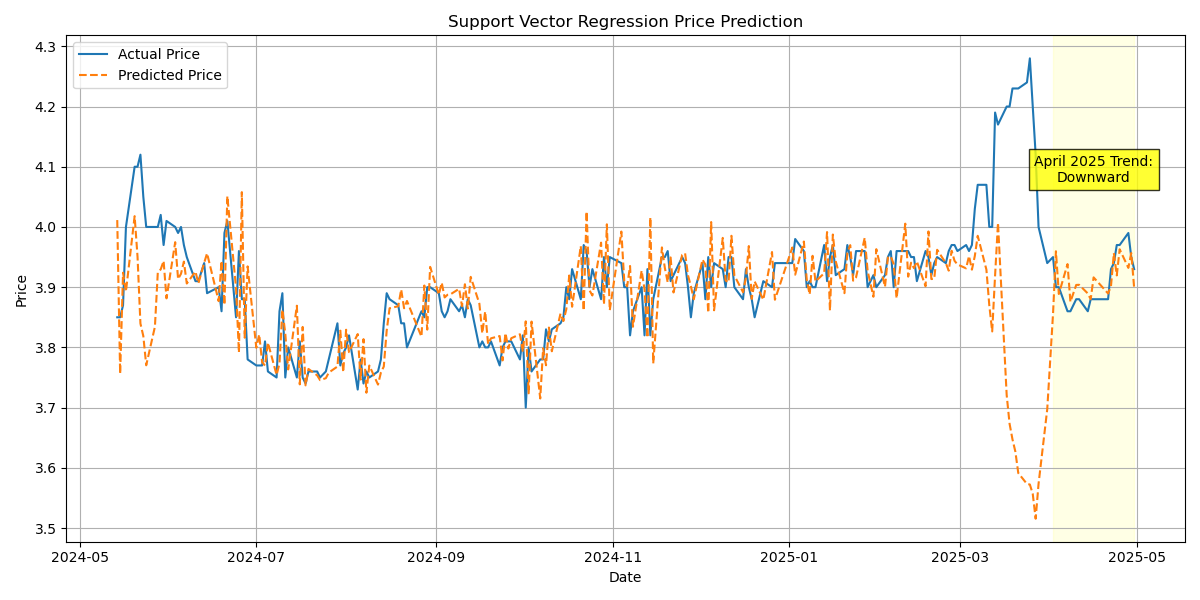 Support Vector Regression Price Prediction
Actual Price
Predicted Price
April 2025 Trend:
Downward
Price
4.3
4.2
4.1
4.0
3.9
3.8
3.7
3.6
3.5
2024-05
2024-07
2024-09
2024-11
2025-01
2025-03
2025-05
Date